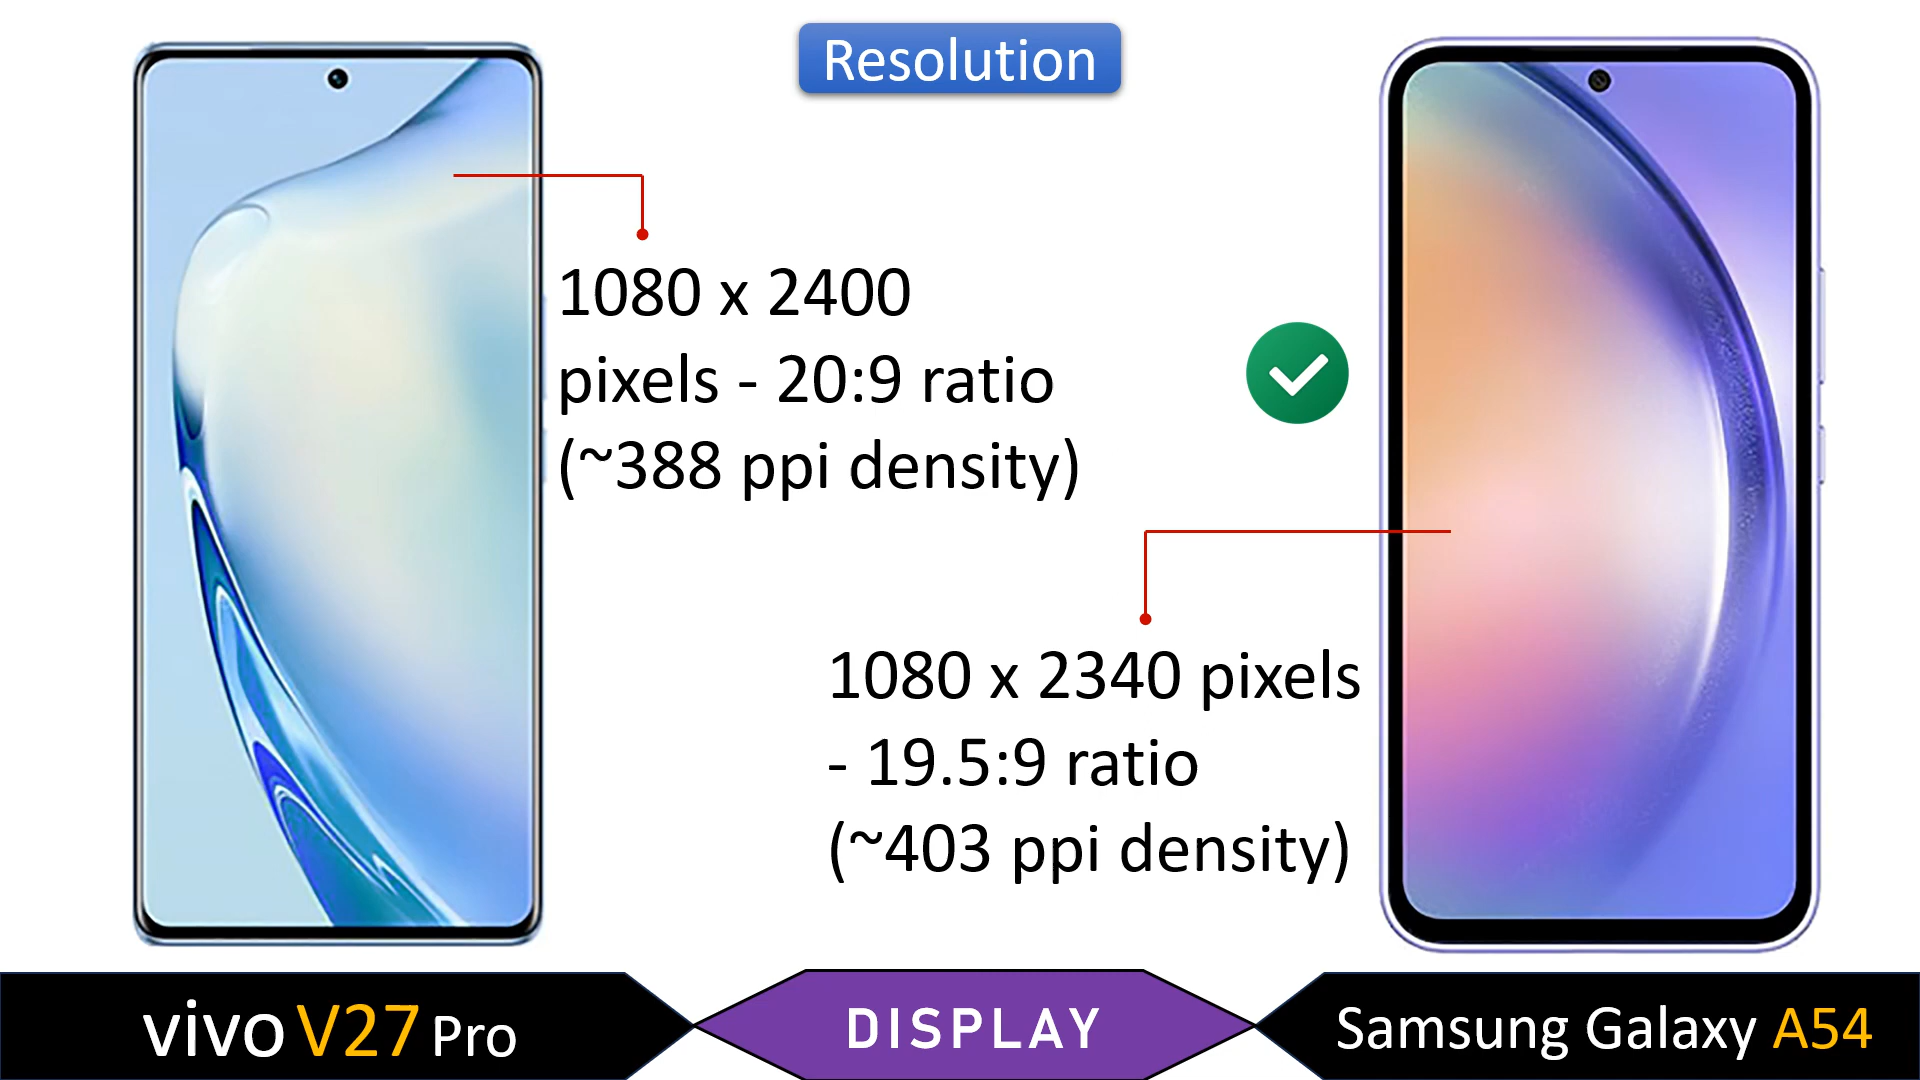 Resolution
1080 x 2400
pixels - 20:9 ratio
(~388 ppi density)
1080 x 2340 pixels
- 19.5:9 ratio
(~403 ppi density)
vivo V27 Pro
DISPLAY
Samsung Galaxy A54